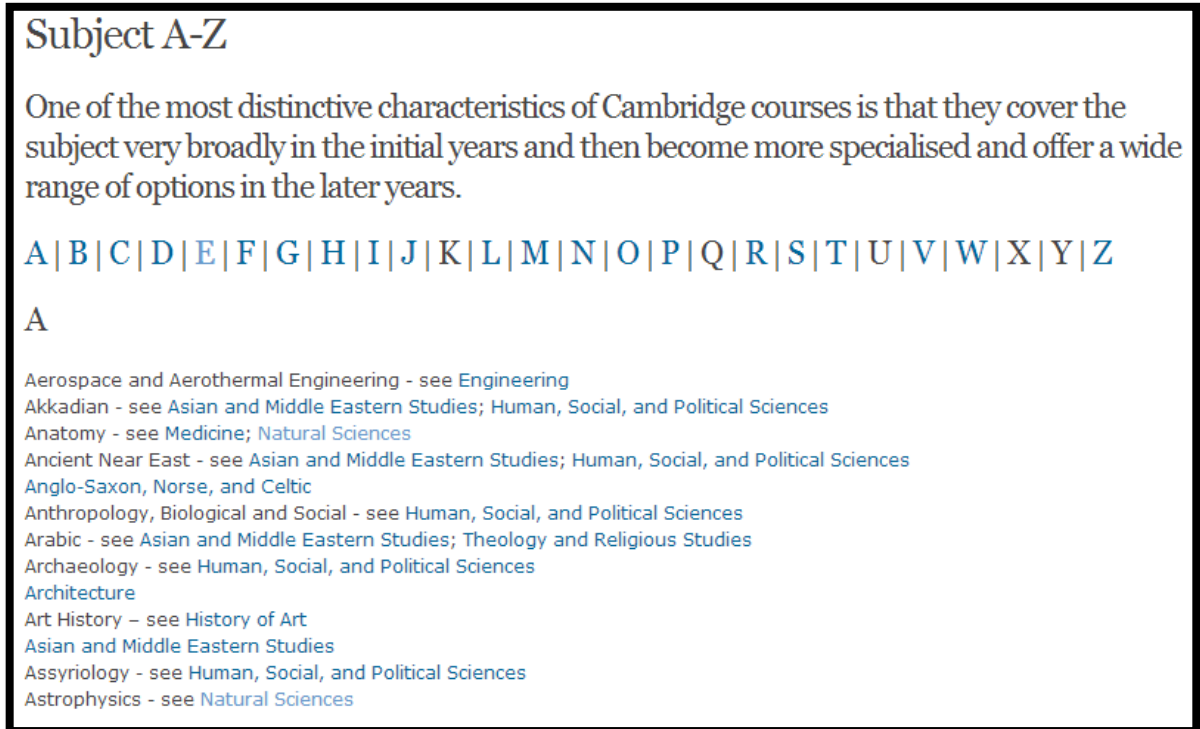 Subject A-Z
One of the most distinctive characteristics of Cambridge courses is that they cover the
subject very broadly in the initial years and then become more specialised and offer a wide
range of options in the later years.
A | B | C | D | E | F | G | H | I | J | K | L | M | N | O | P | Q | R | S | T | U | V | W | X | Y | Z
A
Aerospace and Aerothermal Engineering - see Engineering
Akkadian - see Asian and Middle Eastern Studies; Human, Social, and Political Sciences
Anatomy - see Medicine; Natural Sciences
Ancient Near East - see Asian and Middle Eastern Studies; Human, Social, and Political Sciences
Anglo-Saxon, Norse, and Celtic
Anthropology, Biological and Social - see Human, Social, and Political Sciences
Arabic - see Asian and Middle Eastern Studies; Theology and Religious Studies
Archaeology - see Human, Social, and Political Sciences
Architecture
Art History – see History of Art
Asian and Middle Eastern Studies
Assyriology - see Human, Social, and Political Sciences
Astrophysics - see Natural Sciences